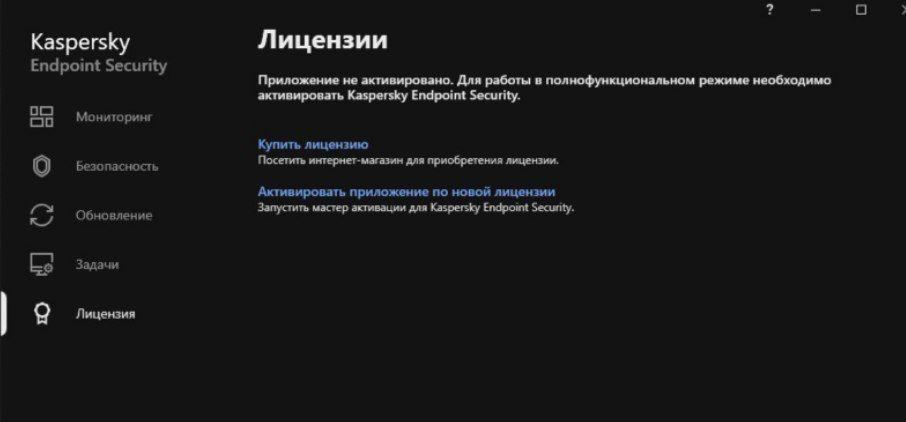 ?
Kaspersky
Endpoint Security
Мониторинг
Безопасность
Обновление
Задачи
Лицензия
Лицензии
Приложение не активировано. Для работы в полнофункциональном режиме необходимо
активировать Kaspersky Endpoint Security.
Купить лицензию
Посетить интернет-магазин для приобретения лицензии.
Активировать приложение по новой лицензии
Запустить мастер активации для Kaspersky Endpoint Security.